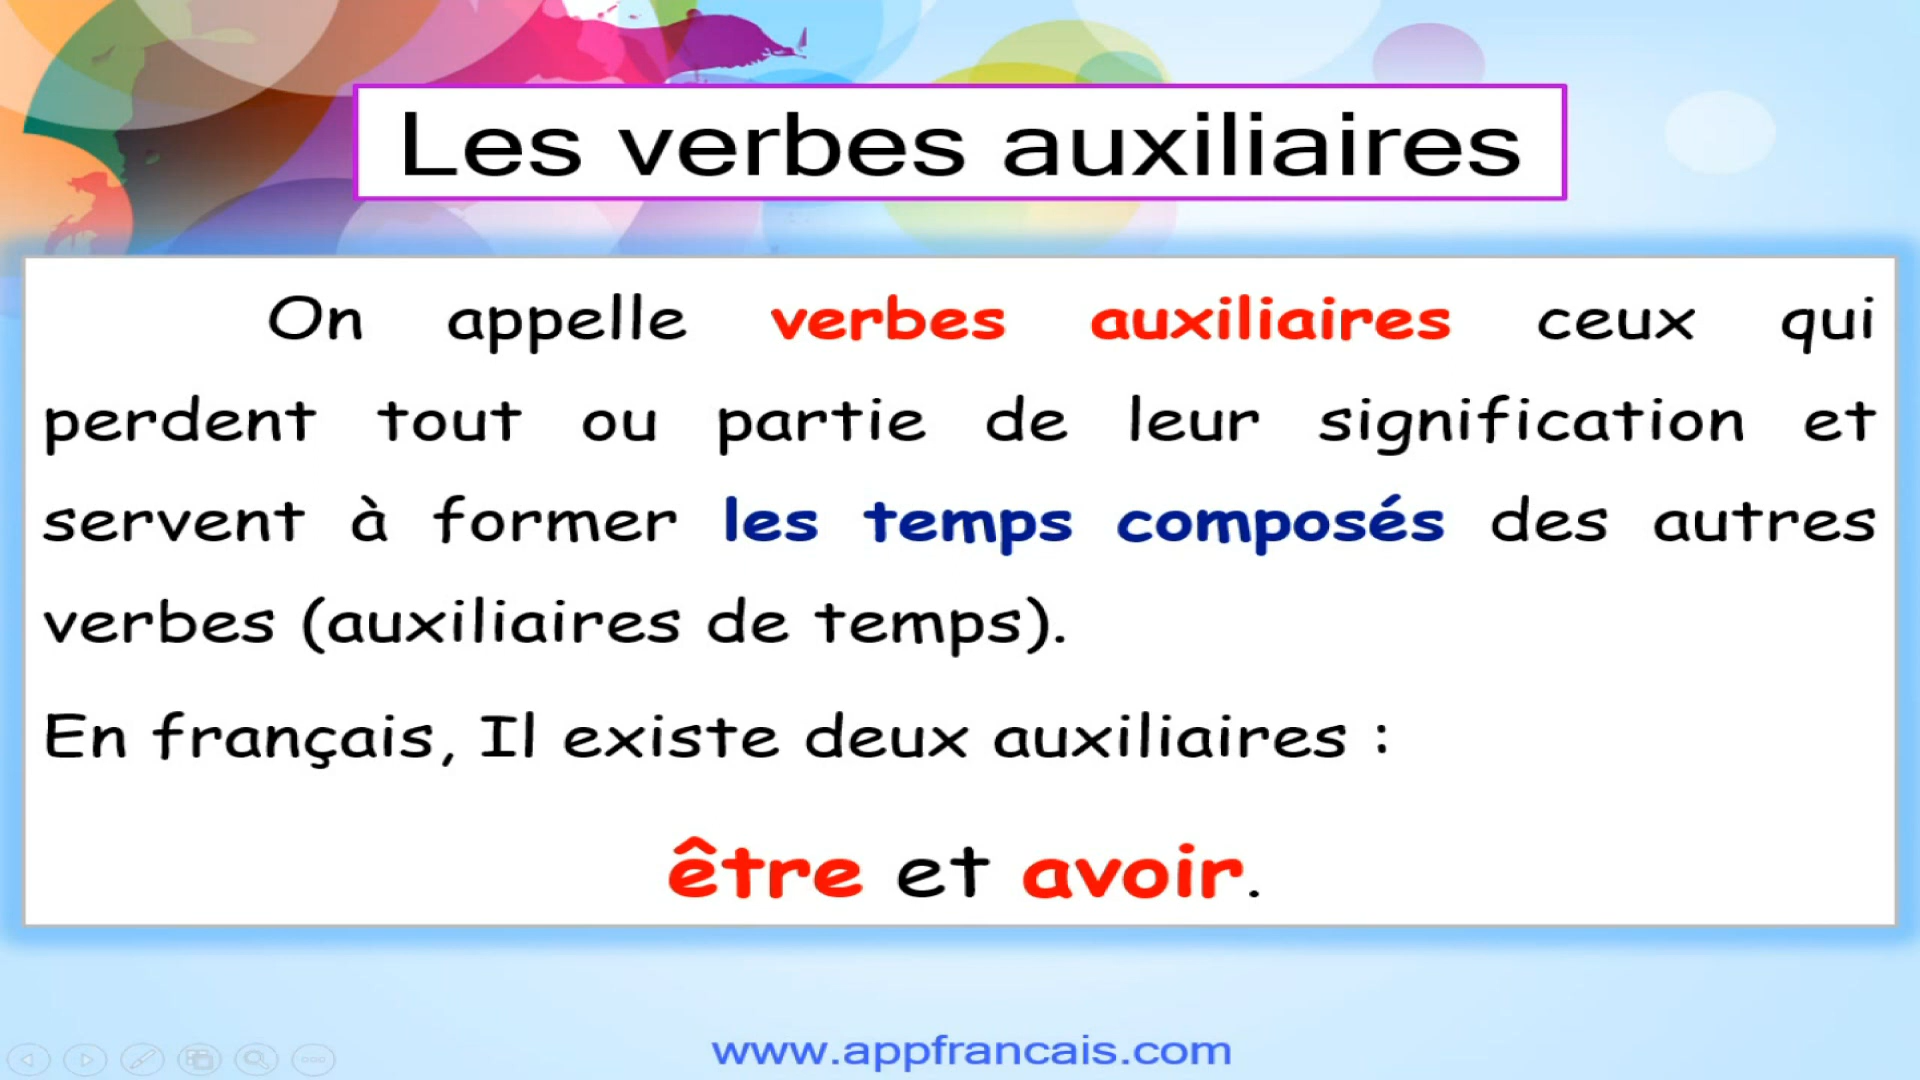 Les verbes auxiliaires
On appelle verbes auxiliaires ceux qui
perdent tout ou partie de leur signification et
servent à former les temps composés des autres
verbes (auxiliaires de temps).
En français, Il existe deux auxiliaires :
être et avoir.
www.appfrancais.com